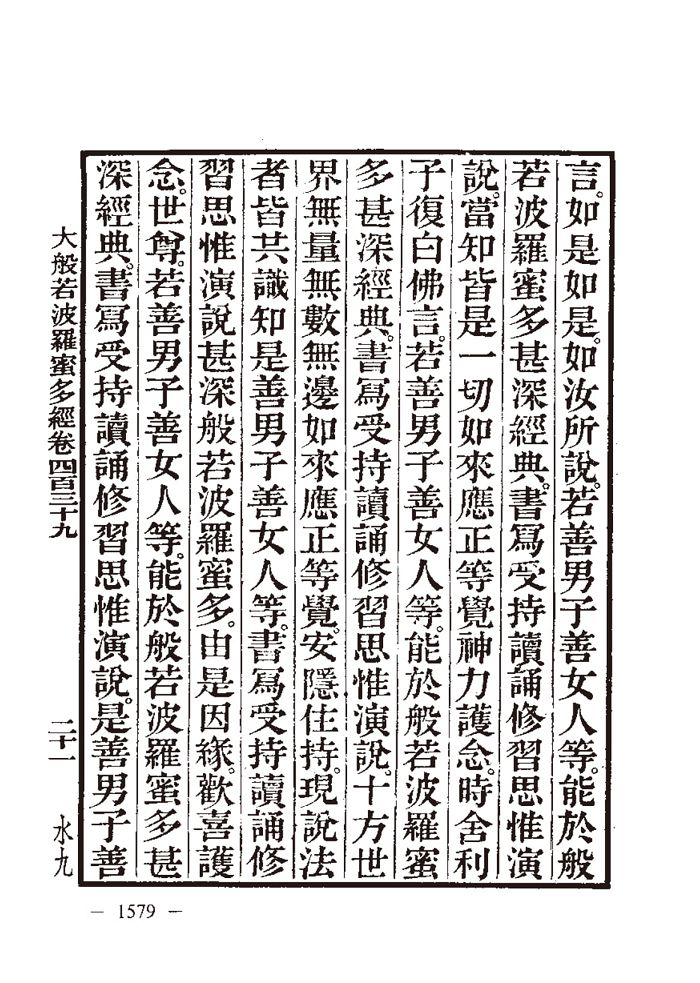 言。如是如是。如汝所說。若善男子善女人等。能於般
若波羅蜜多甚深經典。書寫受持讀誦修習思惟演
說。當知皆是一切如來應正等覺神力護念。時舍利
子復白佛言。若善男子善女人等。能於般若波羅蜜
多甚深經典。書寫受持讀誦修習思惟演說。十方世
界無量無數無邊如來應正等覺。安隱住持。現說法
者皆共識知是善男子善女人等。書寫受持讀誦修
習思惟演說甚深般若波羅蜜多。由是因緣。歡喜護
念。世尊。若善男子善女人等。能於般若波羅蜜多甚
深經典。書寫受持讀誦修習思惟演說。是善男子善
大般若波羅蜜多經卷四百三十九 二十一 水九
— 1579 —